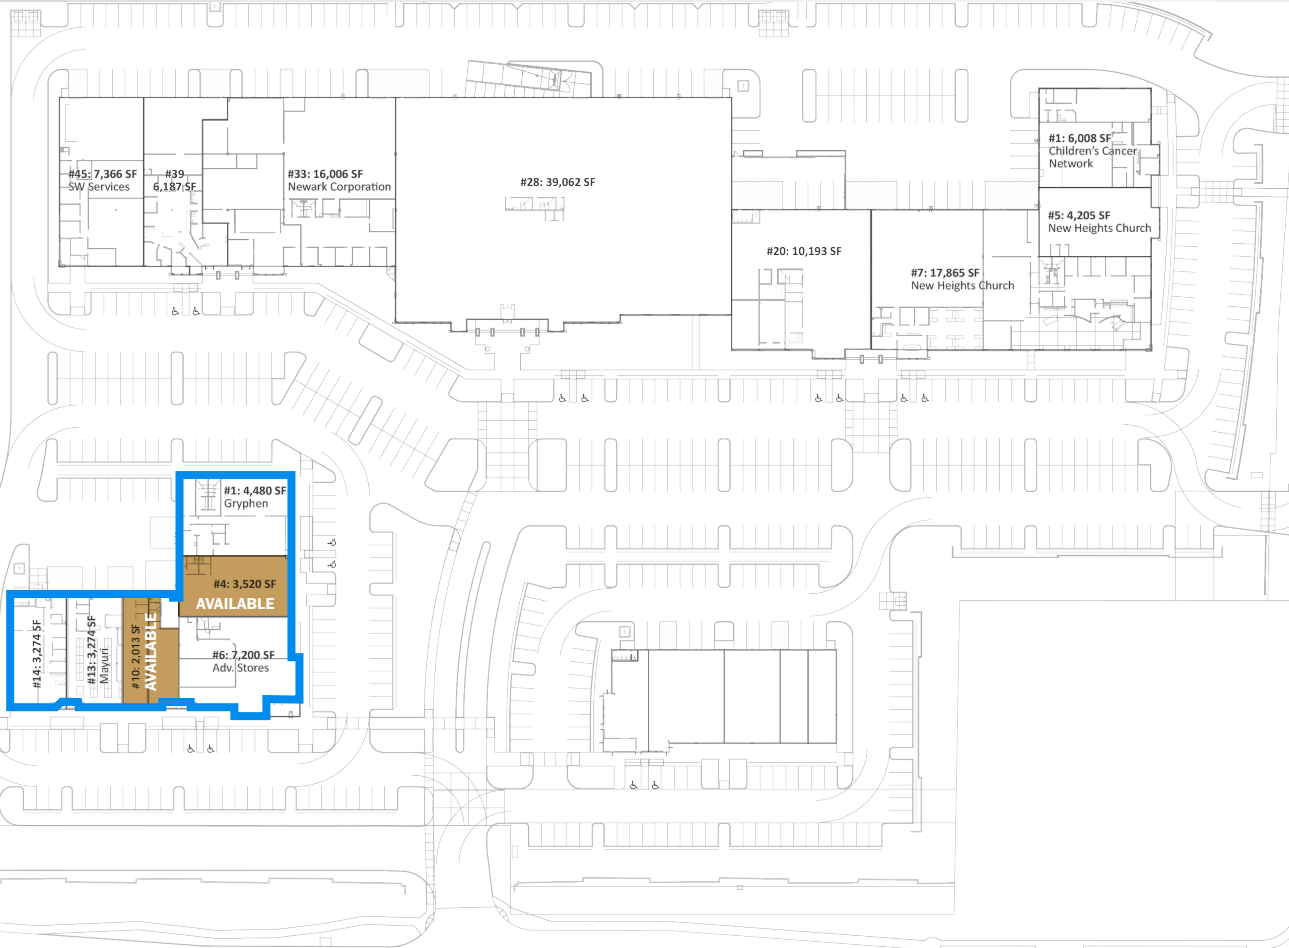 #45: 7,366 SF
SW Services
#39
6,187 SF
#33: 16,006 SF
Newark Corporation
#28: 39,062 SF
#20: 10,193 SF
#7: 17,865 SF
New Heights Church
#1: 6,008 SF
Children's Cancer
Network
#5: 4,205 SF
New Heights Church
#1: 4,480 SF
Gryphen
#4: 3,520 SF
AVAILABLE
#14: 3,274 SF
#13: 3,274 SF
Mayuri
#10: 2,013 SF
AVAILABLE
#6: 7,200 SF
Adv. Stores